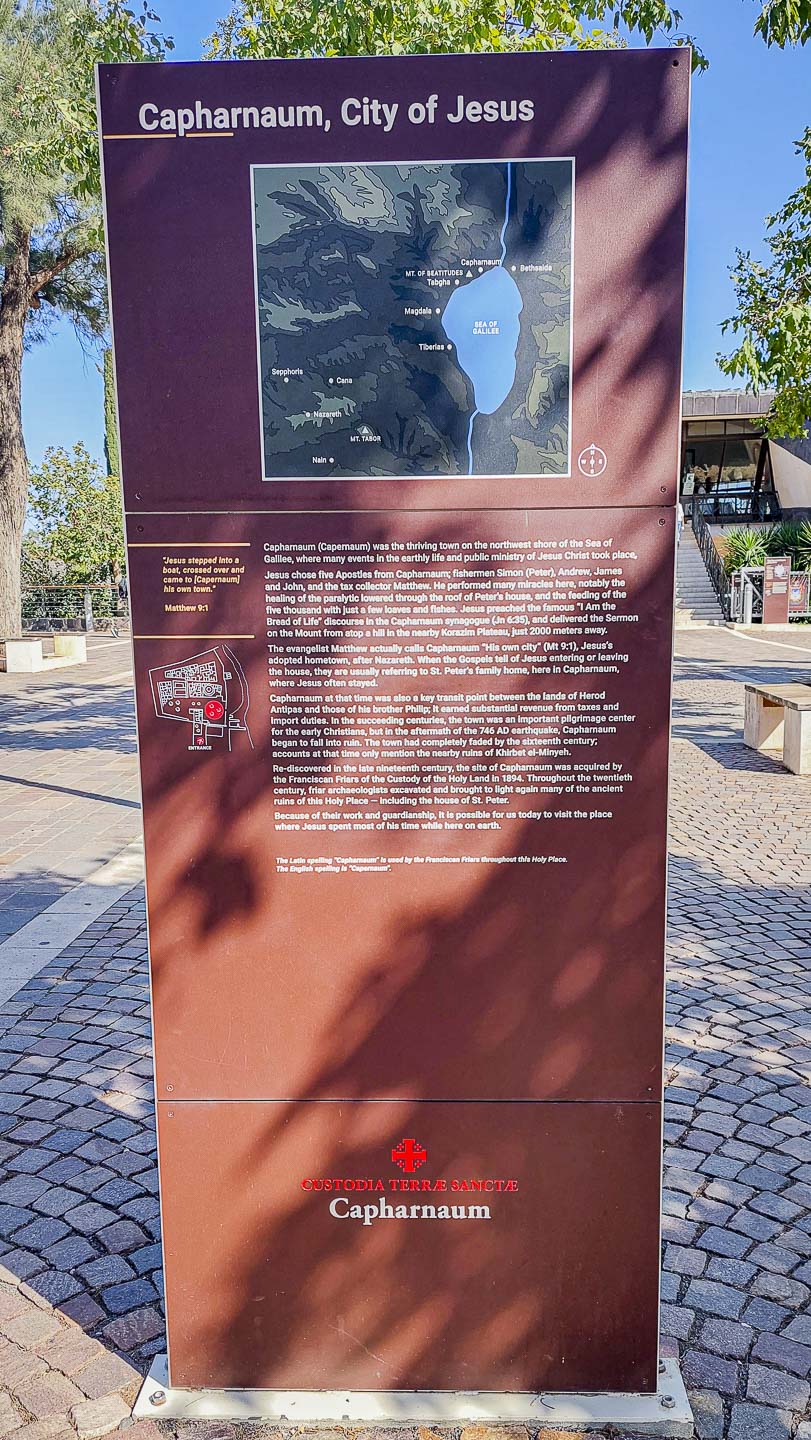 Capharnaum, City of Jesus
Capharnaum
Bethsaida
MT. OF BEATITUDES
Tabgha
Magdala
SEA OF
GALILEE
Tiberias
Sepphoris
Cana
Nazareth
MT. TABOR
Nain
N
W E
S
"Jesus stepped into a
boat, crossed over and
came to [Capernaum]
his own town."
Matthew 9:1
ENTRANCE
Capharnaum (Capernaum) was the thriving town on the northwest shore of the Sea of
Galilee, where many events in the earthly life and public ministry of Jesus Christ took place,
Jesus chose five Apostles from Capharnaum; fishermen Simon (Peter), Andrew, James
and John, and the tax collector Matthew. He performed many miracles here, notably the
healing of the paralytic lowered through the roof of Peter's house, and the feeding of the
five thousand with just a few loaves and fishes. Jesus preached the famous "I Am the
Bread of Life" discourse in the Capharnaum synagogue (Jn 6:35), and delivered the Sermon
on the Mount from atop a hill in the nearby Korazim Plateau, just 2000 meters away.
The evangelist Matthew actually calls Capharnaum "His own city" (Mt 9:1), Jesus's
adopted hometown, after Nazareth. When the Gospels tell of Jesus entering or leaving
the house, they are usually referring to St. Peter's family home, here in Capharnaum,
where Jesus often stayed.
Capharnaum at that time was also a key transit point between the lands of Herod
Antipas and those of his brother Philip; it earned substantial revenue from taxes and
import duties. In the succeeding centuries, the town was an important pilgrimage center
for the early Christians, but in the aftermath of the 746 AD earthquake, Capharnaum
began to fall into ruin. The town had completely faded by the sixteenth century;
accounts at that time only mention the nearby ruins of Khirbet el-Minyeh.
Re-discovered in the late nineteenth century, the site of Capharnaum was acquired by
the Franciscan Friars of the Custody of the Holy Land in 1894. Throughout the twentieth
century, friar archaeologists excavated and brought to light again many of the ancient
ruins of this Holy Place — including the house of St. Peter.
Because of their work and guardianship, it is possible for us today to visit the place
where Jesus spent most of his time while here on earth.
The Latin spelling "Capharnaum" is used by the Franciscan Friars throughout this Holy Place.
The English spelling is "Capernaum".
CUSTODIA TERRÆ SANCTÆ
Capharnaum